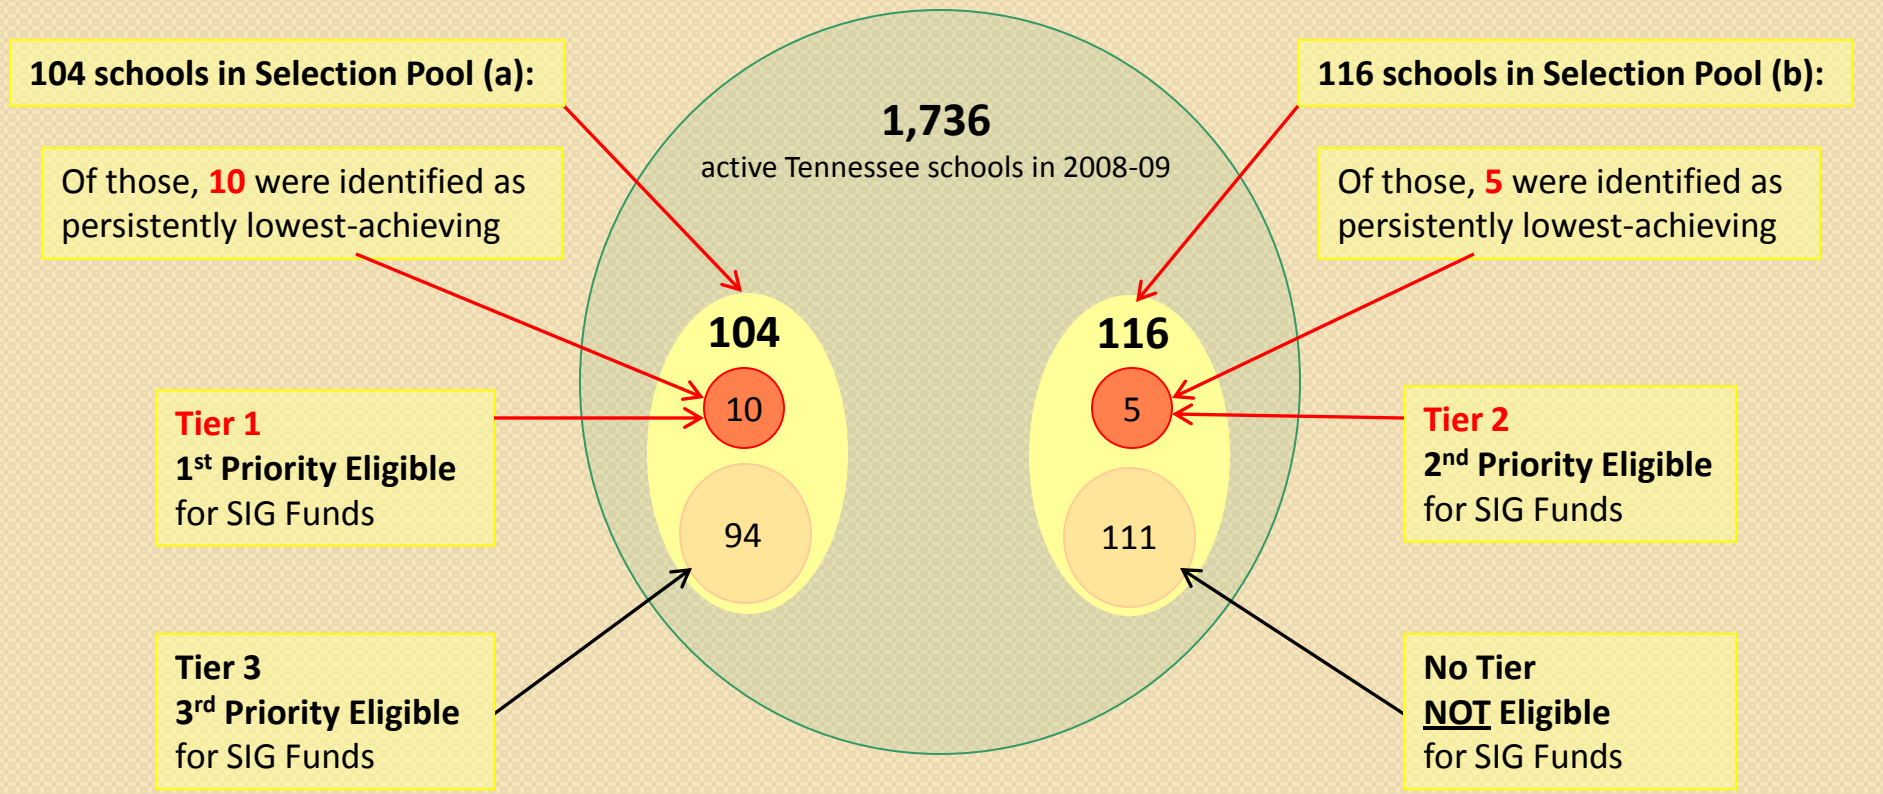 104 schools in Selection Pool (a):
Of those, 10 were identified as
persistently lowest-achieving
1,736
active Tennessee schools in 2008-09
116 schools in Selection Pool (b):
Of those, 5 were identified as
persistently lowest-achieving
104
10
94
116
5
111
Tier 1
1st Priority Eligible
for SIG Funds
Tier 2
2nd Priority Eligible
for SIG Funds
Tier 3
3rd Priority Eligible
for SIG Funds
No Tier
NOT Eligible
for SIG Funds